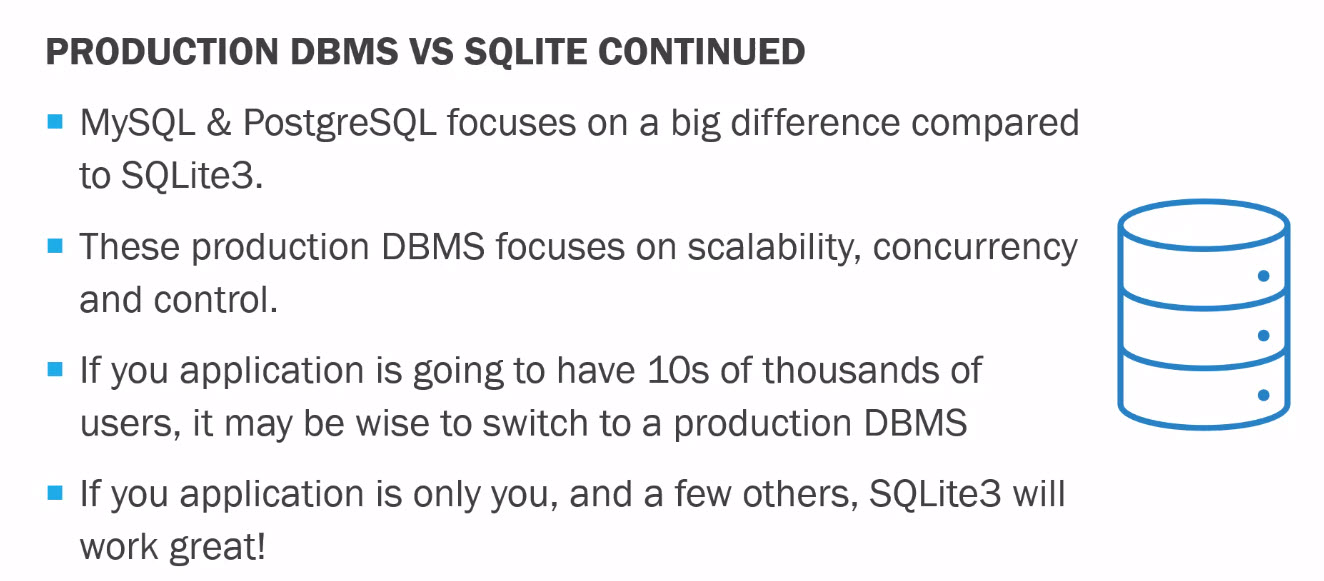 PRODUCTION DBMS VS SQLITE CONTINUED
MySQL & PostgreSQL focuses on a big difference compared
to SQLite3.
These production DBMS focuses on scalability, concurrency
and control.
If you application is going to have 10s of thousands of
users, it may be wise to switch to a production DBMS
If you application is only you, and a few others, SQLite3 will
work great!